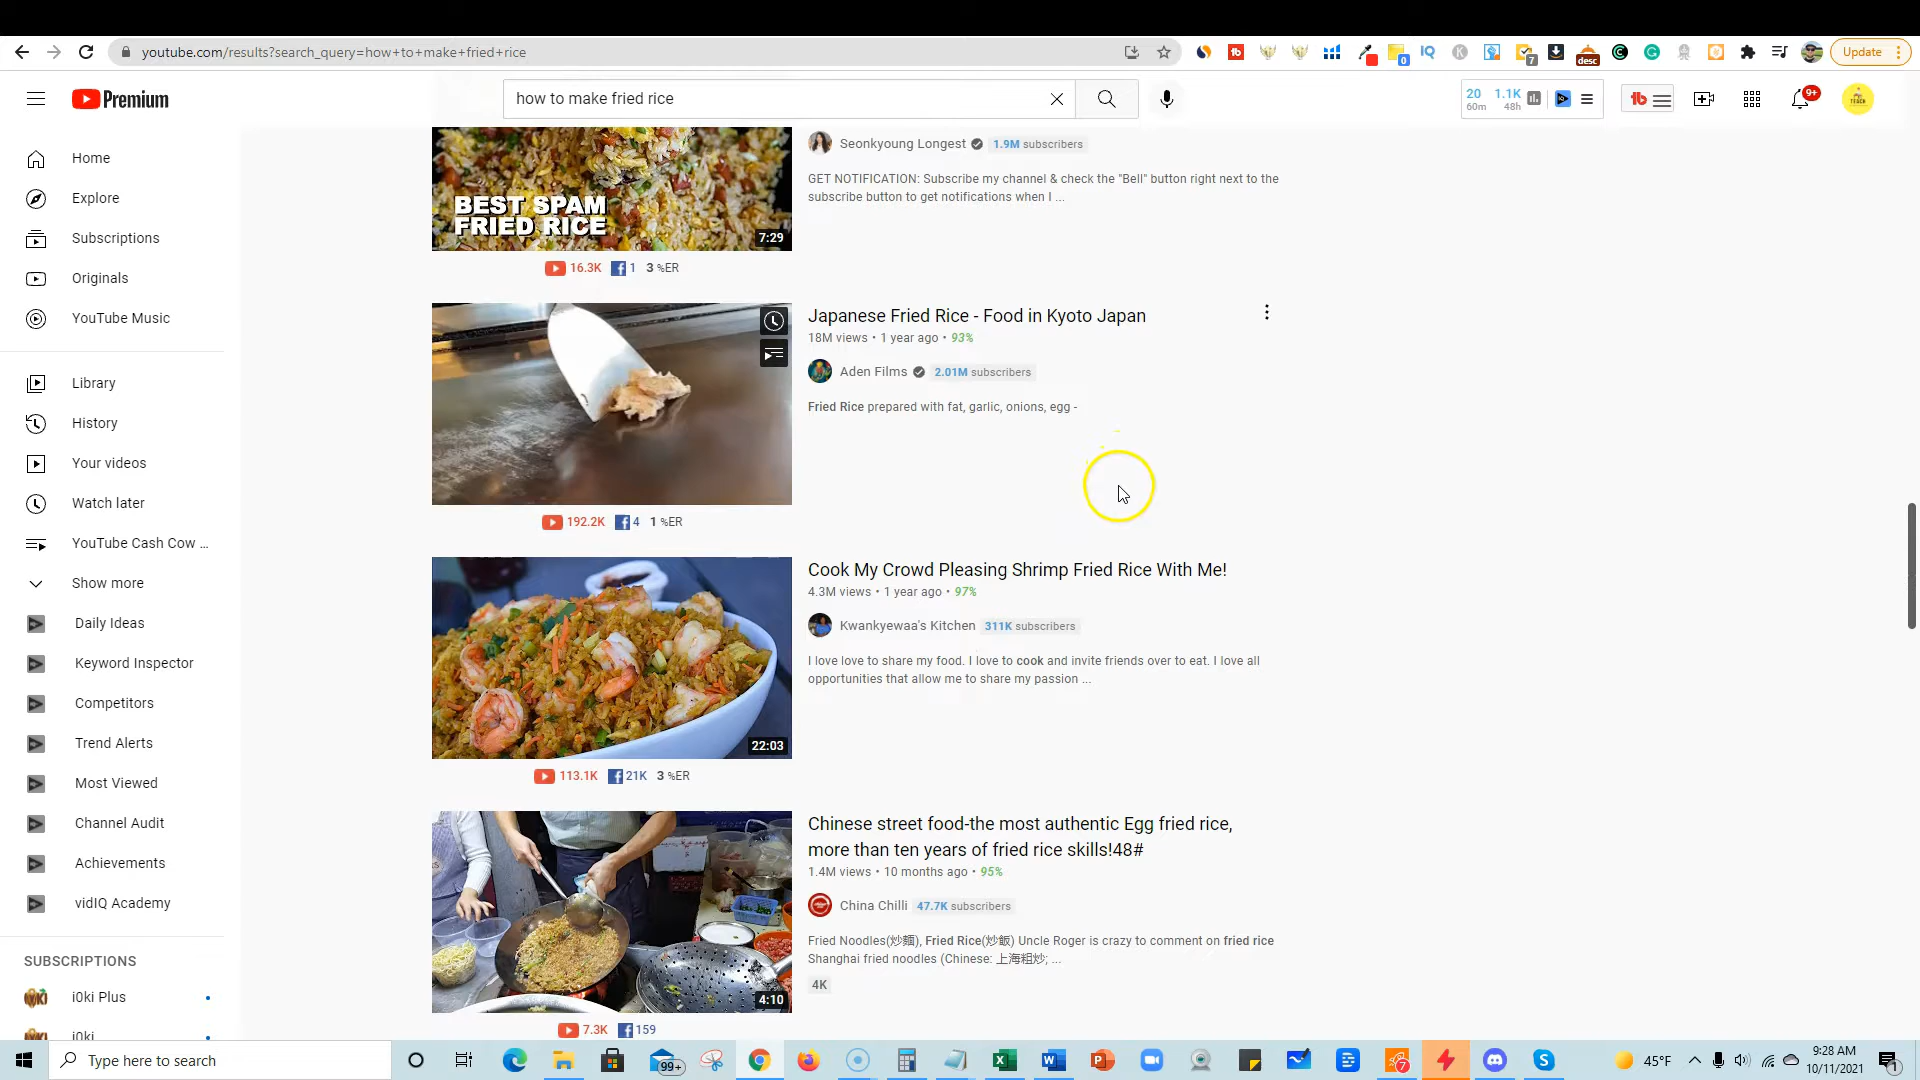 youtube.com/results?search_query=how+to+make+fried+rice
0
7
desc
IQ
Update
Premium
how to make fried rice
20 1.1K
60m 48h
9+
Home
Explore
Subscriptions
Originals
YouTube Music
Library
History
Your videos
Watch later
YouTube Cash Cow ...
Show more
Daily Ideas
Keyword Inspector
Competitors
Trend Alerts
Most Viewed
Channel Audit
Achievements
vidIQ Academy
SUBSCRIPTIONS
i0ki Plus
i0ki
BEST SPAM
FRIED RICE
7:29
16.3K 1 3 %ER
Seonkyoung Longest 1.9M subscribers
GET NOTIFICATION: Subscribe my channel & check the "Bell" button right next to the
subscribe button to get notifications when I ...
Japanese Fried Rice - Food in Kyoto Japan
18M views • 1 year ago • 93%
Aden Films 2.01M subscribers
Fried Rice prepared with fat, garlic, onions, egg -
192.2K 4 1 %ER
Cook My Crowd Pleasing Shrimp Fried Rice With Me!
4.3M views • 1 year ago • 97%
Kwankyewaa's Kitchen 311K subscribers
I love love to share my food. I love to cook and invite friends over to eat. I love all
opportunities that allow me to share my passion ...
22:03
113.1K 21K 3 %ER
Chinese street food-the most authentic Egg fried rice,
more than ten years of fried rice skills!48#
1.4M views • 10 months ago • 95%
China Chilli 47.7K subscribers
Fried Noodles(炒麵), Fried Rice(炒飯) Uncle Roger is crazy to comment on fried rice
Shanghai fried noodles (Chinese: 上海粗炒; ...
4K
4:10
7.3K 159
Type here to search
99+
7
45°F
9:28 AM
10/11/2021
1